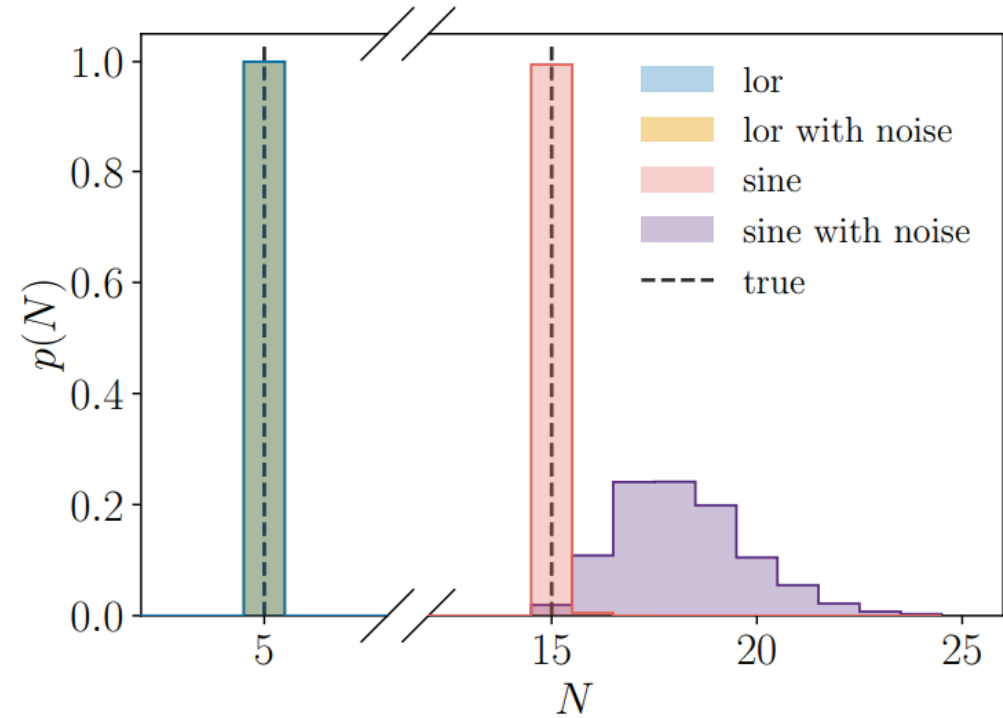 1.0
0.8
0.6
0.4
0.2
0.0
p(N)
5
15
20
25
N
lor
lor with noise
sine
sine with noise
true